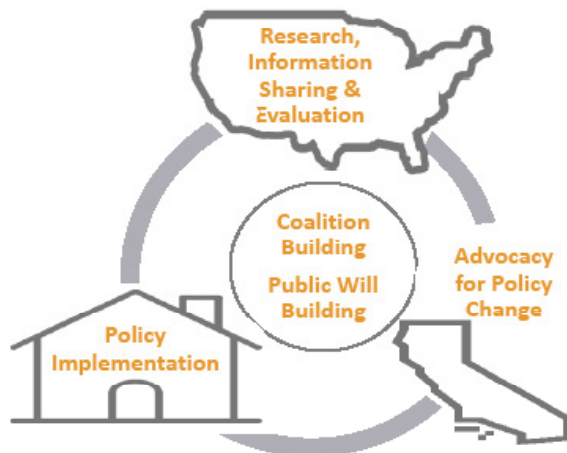 Research,
Information
Sharing &
Evaluation
Coalition
Building
Public Will
Building
Advocacy
for Policy
Change
Policy
Implementation